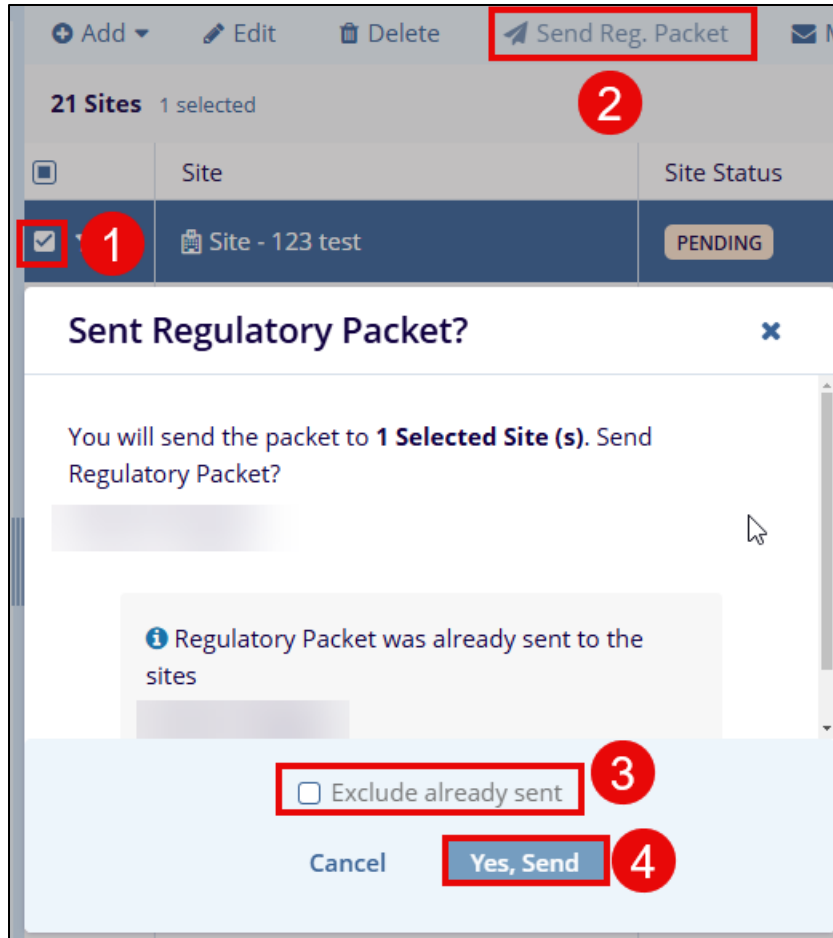 Add Edit Delete Send Reg. Packet
2
21 Sites 1 selected
Site Site Status
1 Site - 123 test PENDING
Sent Regulatory Packet?
You will send the packet to 1 Selected Site (s). Send
Regulatory Packet?
Regulatory Packet was already sent to the
sites
Exclude already sent 3
Cancel Yes, Send 4